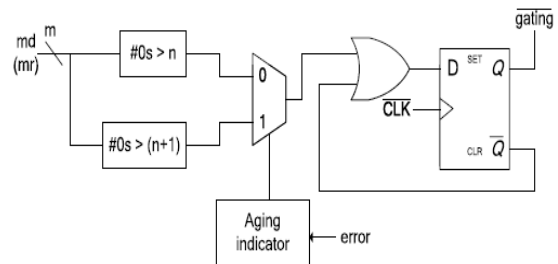 m
md
(mr)
#0s > n
#0s > (n+1)
0
1
Aging
indicator
error
D
SET
Q
CLK
CLR
Q
gating